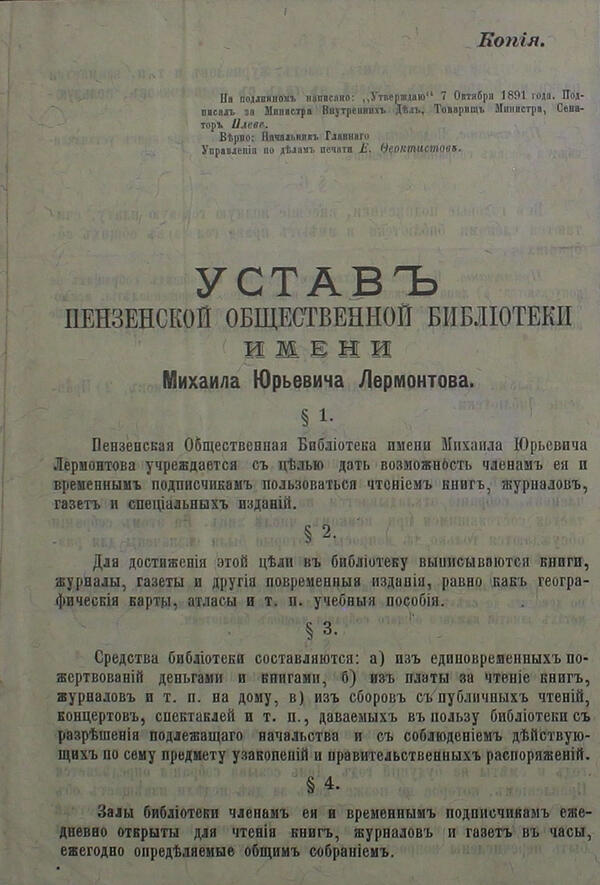 Копія.
На подлинномъ написано: „Утверждаю“ 7 Октября 1891 года. Под-
писалъ за Министра Внутреннихъ Дѣлъ, Товарищъ Министра, Сена-
торъ Плеве.
Вѣрно: Начальникъ Главнаго
Управленія по дѣламъ печати Е. Ѳеоктистовъ.
УСТАВЪ
ПЕНЗЕНСКОЙ ОБЩЕСТВЕННОЙ БИБЛІОТЕКИ
ИМЕНИ
Михаила Юрьевича Лермонтова.
§ 1.
Пензенская Общественная Библіотека имени Михаила Юрьевича
Лермонтова учреждается съ цѣлью дать возможность членамъ ея и
временнымъ подписчикамъ пользоваться чтеніемъ книгъ, журналовъ,
газетъ и спеціальныхъ изданій.
§ 2.
Для достиженія этой цѣли въ библіотеку выписываются книги,
журналы, газеты и другія повременныя изданія, равно какъ геогра-
фическія карты, атласы и т. п. учебныя пособія.
§ 3.
Средства библіотеки составляются: а) изъ единовременныхъ по-
жертвованій деньгами и книгами, б) изъ платы за чтеніе книгъ,
журналовъ и т. п. на дому, в) изъ сборовъ съ публичныхъ чтеній,
концертовъ, спектаклей и т. п., даваемыхъ въ пользу библіотеки съ
разрѣшенія подлежащаго начальства и съ соблюденіемъ дѣйствую-
щихъ по сему предмету узаконеній и правительственныхъ распоряженій.
§ 4.
Залы библіотеки членамъ ея и временнымъ подписчикамъ еже-
дневно открыты для чтенія книгъ, журналовъ и газетъ въ часы,
ежегодно опредѣляемые общимъ собраніемъ.